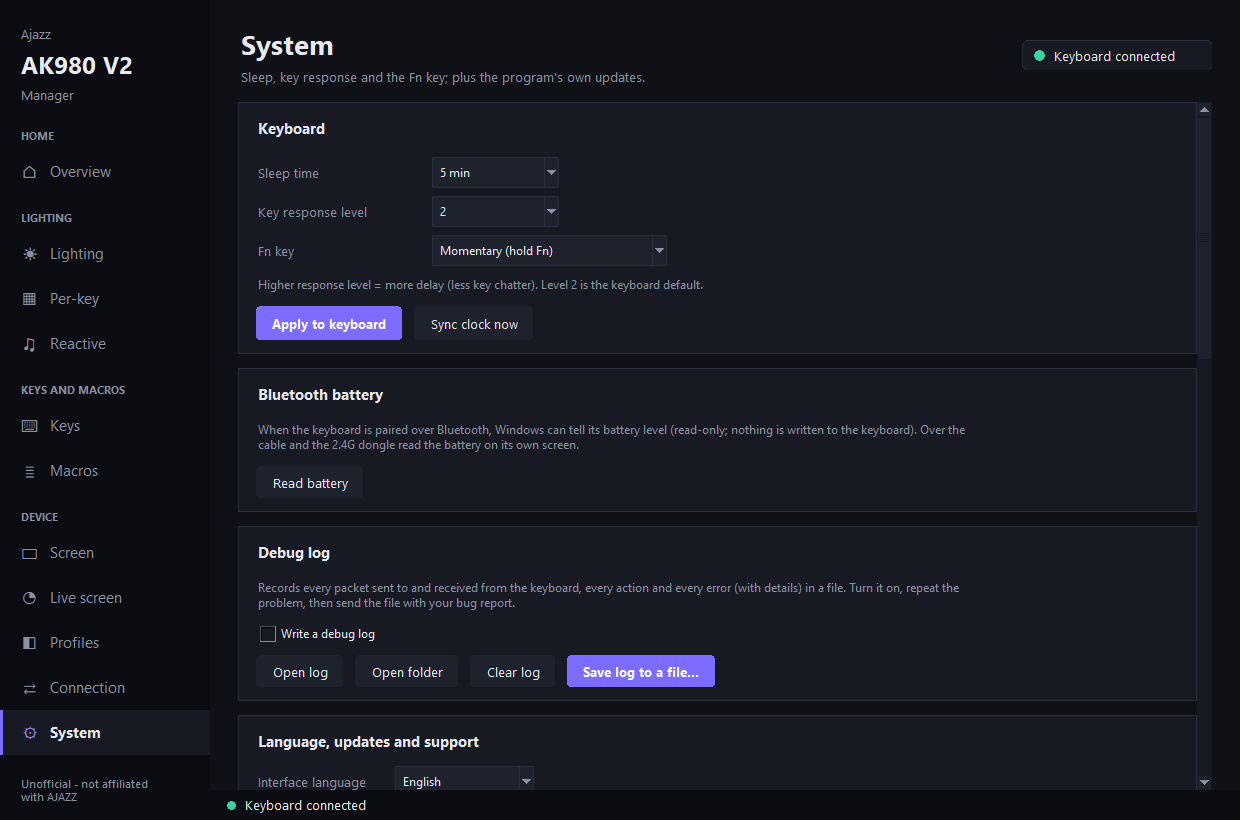 Ajazz
AK980 V2
Manager
HOME
Overview
LIGHTING
Lighting
Per-key
Reactive
KEYS AND MACROS
Keys
Macros
DEVICE
Screen
Live screen
Profiles
Connection
System
Unofficial - not affiliated
with AJAZZ
System
Sleep, key response and the Fn key; plus the program's own updates.
Keyboard connected
Keyboard
Sleep time 5 min
Key response level 2
Fn key Momentary (hold Fn)
Higher response level = more delay (less key chatter). Level 2 is the keyboard default.
Apply to keyboard Sync clock now
Bluetooth battery
When the keyboard is paired over Bluetooth, Windows can tell its battery level (read-only; nothing is written to the keyboard). Over the
cable and the 2.4G dongle read the battery on its own screen.
Read battery
Debug log
Records every packet sent to and received from the keyboard, every action and every error (with details) in a file. Turn it on, repeat the
problem, then send the file with your bug report.
Write a debug log
Open log Open folder Clear log Save log to a file...
Language, updates and support
Interface language English
Keyboard connected